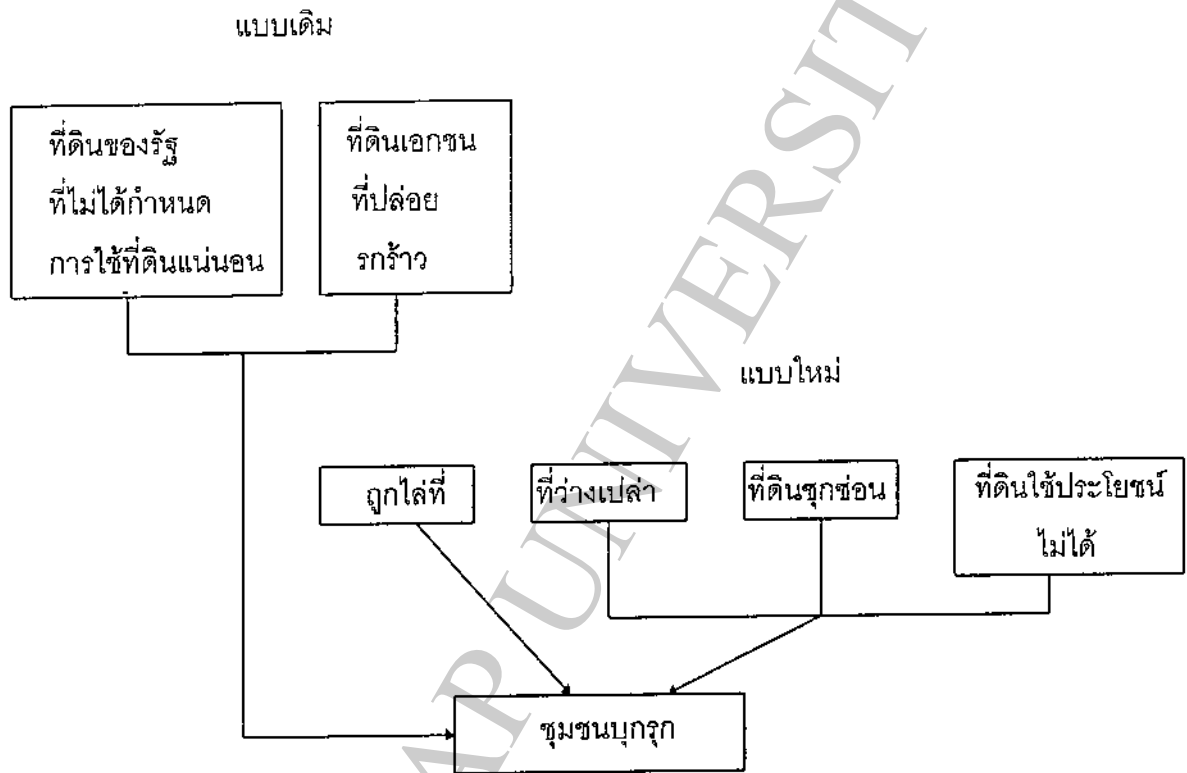 แบบเดิม
ที่ดินของรัฐ
ที่ไม่ได้กำหนด
การใช้ที่ดินแน่นอน
ที่ดินเอกชน
ที่ปล่อย
รกร้าว
แบบใหม่
ถูกไล่ที่
ที่ว่างเปล่า
ที่ดินซุกซ่อน
ที่ดินใช้ประโยชน์
ไม่ได้
ชุมชนบุกรุก
AP UNIVERSIT